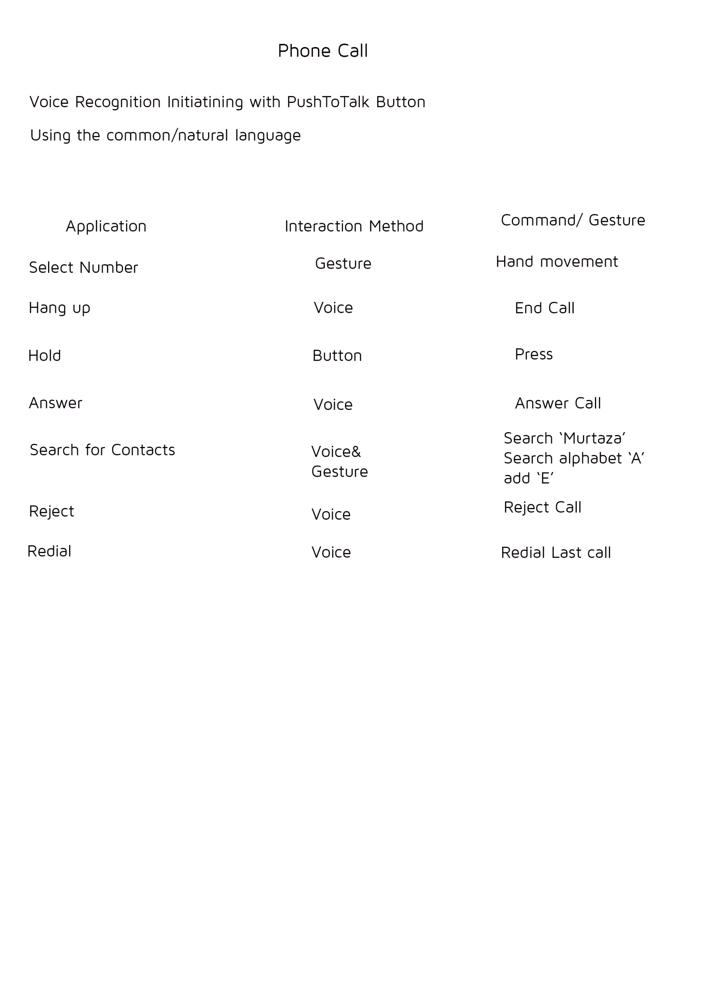 Phone Call
Voice Recognition Initiatining with PushToTalk Button
Using the common/natural language
Application Interaction Method Command/ Gesture
Select Number Gesture Hand movement
Hang up Voice End Call
Hold Button Press
Answer Voice Answer Call
Search for Contacts Voice& Search ‘Murtaza’
Gesture Search alphabet ‘A’
add ‘E’
Reject Voice Reject Call
Redial Voice Redial Last call